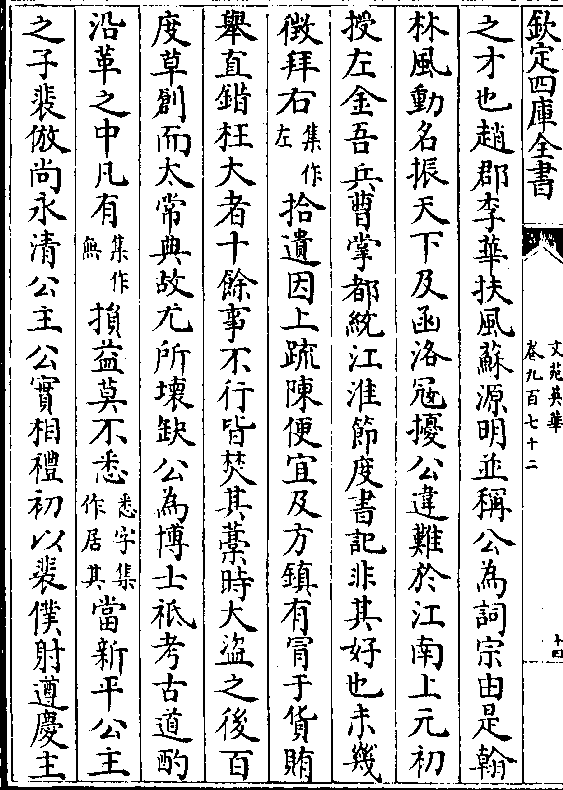 欽定四庫全書
文苑英華
卷九百七十二
十四
之才也趙郡李華扶風蘇源明並稱公為詞宗由是翰
林風動名振天下及函洛冦擾公違難於江南上元初
授左金吾兵曹掌都統江淮節度書記非其好也未幾
徴拜右集作左拾遺因上疏陳便宜及方鎮有冐于貨賄
舉直錯枉大者十餘事不行皆焚其藁時大盜之後百
度草創而太常典故尤所壞缺公為博士祗考古道酌
沿革之中凡有集作無損益莫不悉悉字集作居其當新平公主
之子裴倣尚永清公主公實相禮初以裴僕射遵慶主